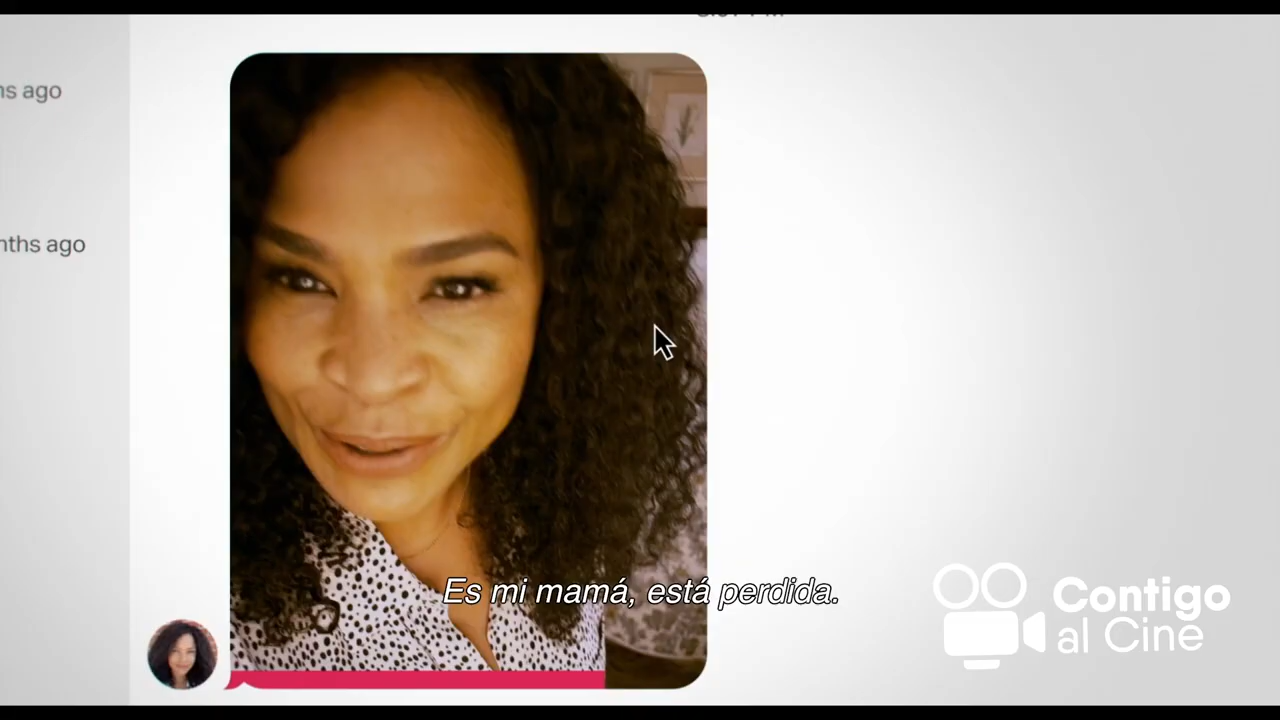 ns ago
nths ago
Es mi mamá, está perdida.
Contigo
al Cine